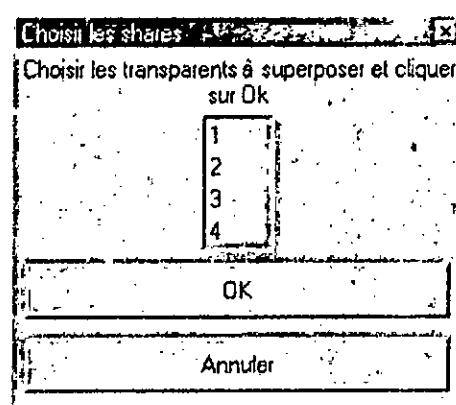 Choisir les shares
Choisir les transparents à superposer et cliquer
sur Ok
1
2
3
4
OK
Annuler